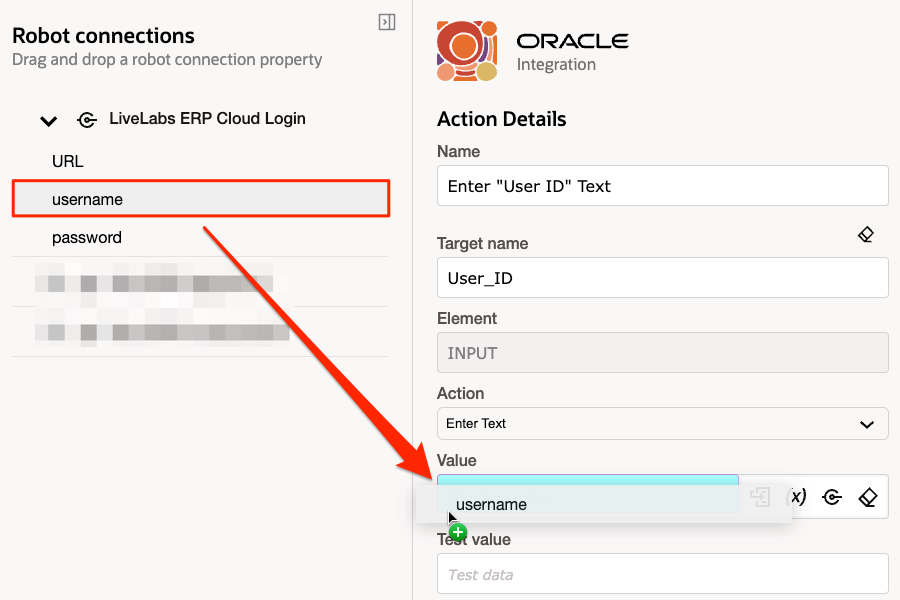 Robot connections
Drag and drop a robot connection property
LiveLabs ERP Cloud Login
URL
username
password
ORACLE
Integration
Action Details
Name
Enter "User ID" Text
Target name
User_ID
Element
INPUT
Action
Enter Text
Value
username
(x)
Test value
Test data